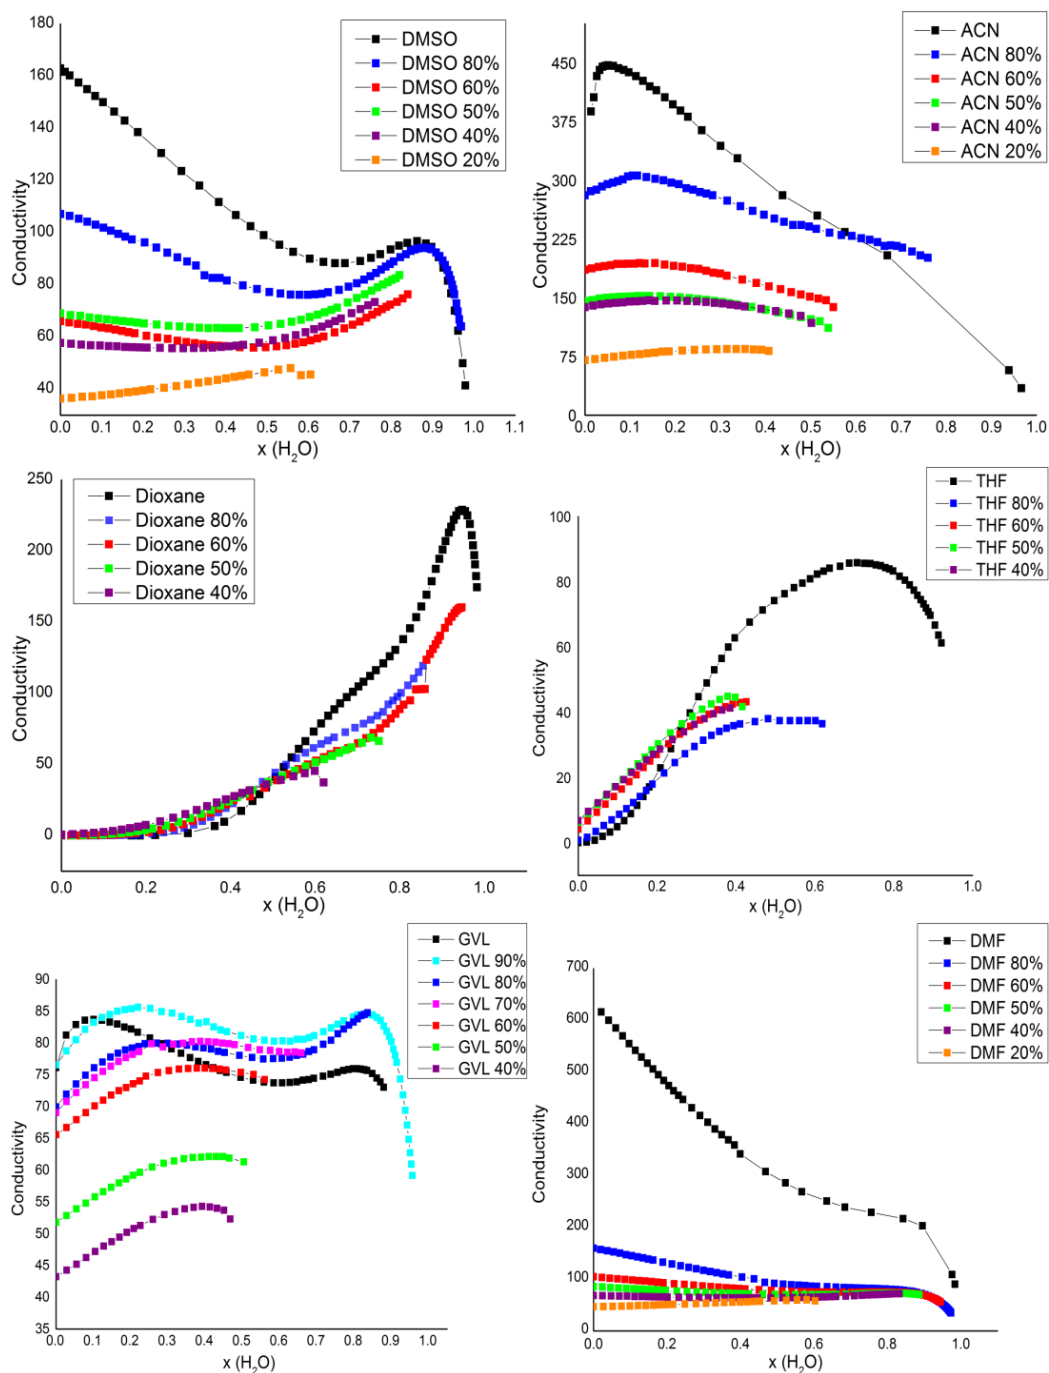 DMSO
DMSO 80%
DMSO 60%
DMSO 50%
DMSO 40%
DMSO 20%
180
160
140
120
100
80
60
40
Conductivity
0.0 0.1 0.2 0.3 0.4 0.5 0.6 0.7 0.8 0.9 1.0 1.1
x (H₂O)
ACN
ACN 80%
ACN 60%
ACN 50%
ACN 40%
ACN 20%
450
375
300
225
150
75
0
Conductivity
0.0 0.1 0.2 0.3 0.4 0.5 0.6 0.7 0.8 0.9 1.0
x (H₂O)
Dioxane
Dioxane 80%
Dioxane 60%
Dioxane 50%
Dioxane 40%
250
200
150
100
50
0
Conductivity
0.0 0.2 0.4 0.6 0.8 1.0
x (H₂O)
THF
THF 80%
THF 60%
THF 50%
THF 40%
100
80
60
40
20
0
Conductivity
0.0 0.2 0.4 0.6 0.8 1.0
x (H₂O)
GVL
GVL 90%
GVL 80%
GVL 70%
GVL 60%
GVL 50%
GVL 40%
90
85
80
75
70
65
60
55
50
45
40
35
Conductivity
0.0 0.1 0.2 0.3 0.4 0.5 0.6 0.7 0.8 0.9 1.0
x (H₂O)
DMF
DMF 80%
DMF 60%
DMF 50%
DMF 40%
DMF 20%
700
600
500
400
300
200
100
0
Conductivity
0.0 0.2 0.4 0.6 0.8 1.0
x (H₂O)